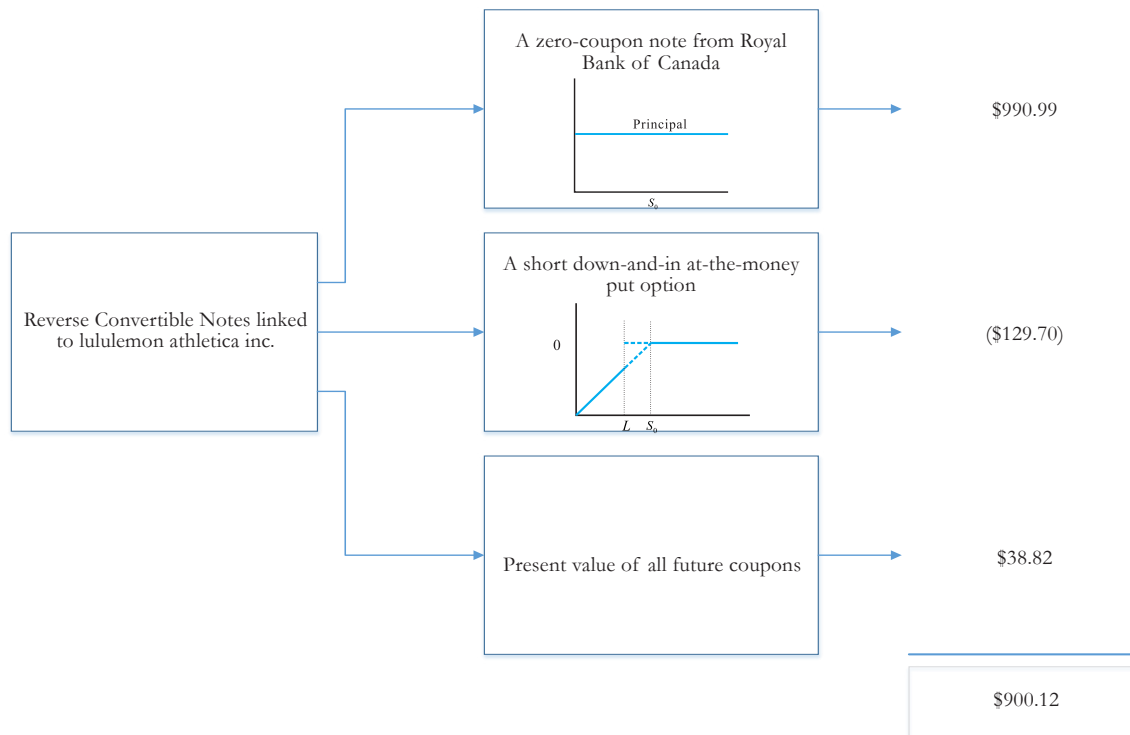 A zero-coupon note from Royal
Bank of Canada
Principal
S₀
$990.99
Reverse Convertible Notes linked
to lululemon athletica inc.
A short down-and-in at-the-money
put option
0
L S₀
($129.70)
Present value of all future coupons
$38.82
$900.12